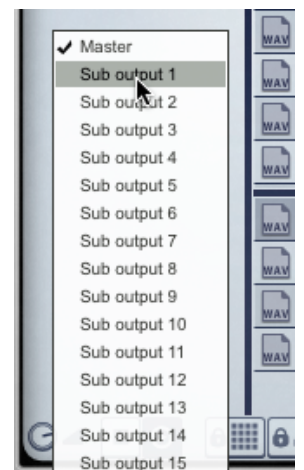 Master
Sub output 1
Sub output 2
Sub output 3
Sub output 4
Sub output 5
Sub output 6
Sub output 7
Sub output 8
Sub output 9
Sub output 10
Sub output 11
Sub output 12
Sub output 13
Sub output 14
Sub output 15
WAV
WAV
WAV
WAV
WAV
WAV
WAV
WAV